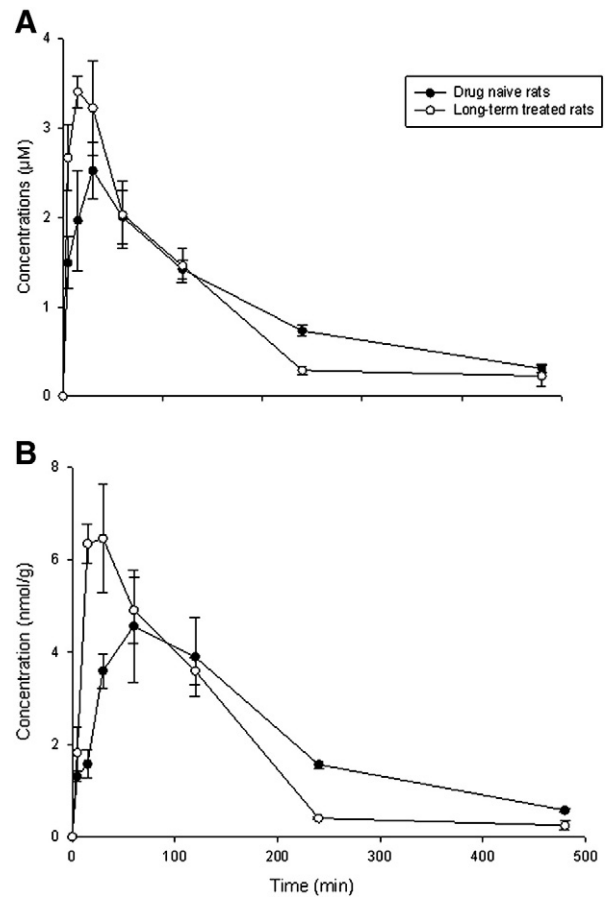 A
4
3
2
1
0
Concentrations (µM)
Drug naive rats
Long-term treated rats
B
8
6
4
2
0
Concentration (nmol/g)
0 100 200 300 400 500
Time (min)